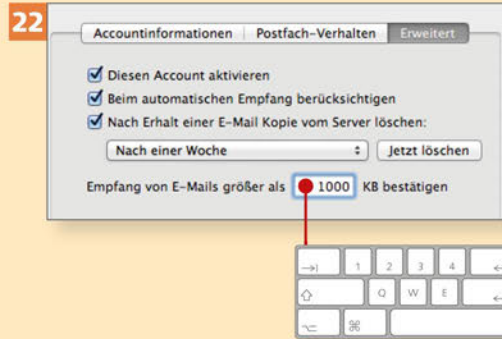 22
Accountinformationen Postfach-Verhalten Erweitert
Diesen Account aktivieren
Beim automatischen Empfang berücksichtigen
Nach Erhalt einer E-Mail Kopie vom Server löschen:
Nach einer Woche Jetzt löschen
Empfang von E-Mails größer als 1000 KB bestätigen
1 2 3 4
Q W E